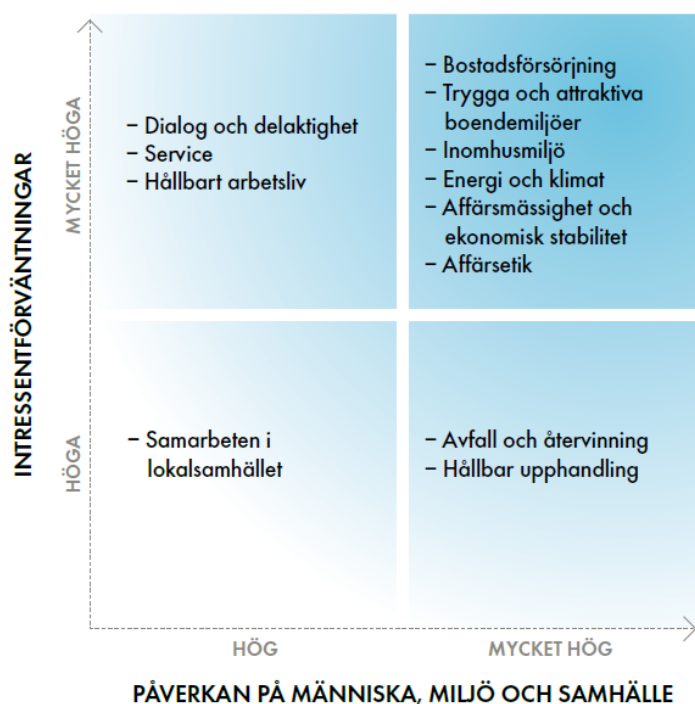 INTRESSENTFÖRVÄNTNINGAR
MYCKET HÖGA
– Dialog och delaktighet
– Service
– Hållbart arbetsliv
– Bostadsförsörjning
– Trygga och attraktiva
boendemiljöer
– Inomhusmiljö
– Energi och klimat
– Affärsmässighet och
ekonomisk stabilitet
– Affärsetik
HÖGA
– Samarbeten i
lokalsamhället
– Avfall och återvinning
– Hållbar upphandling
HÖG
MYCKET HÖG
PÅVERKAN PÅ MÄNNISKA, MILJÖ OCH SAMHÄLLE